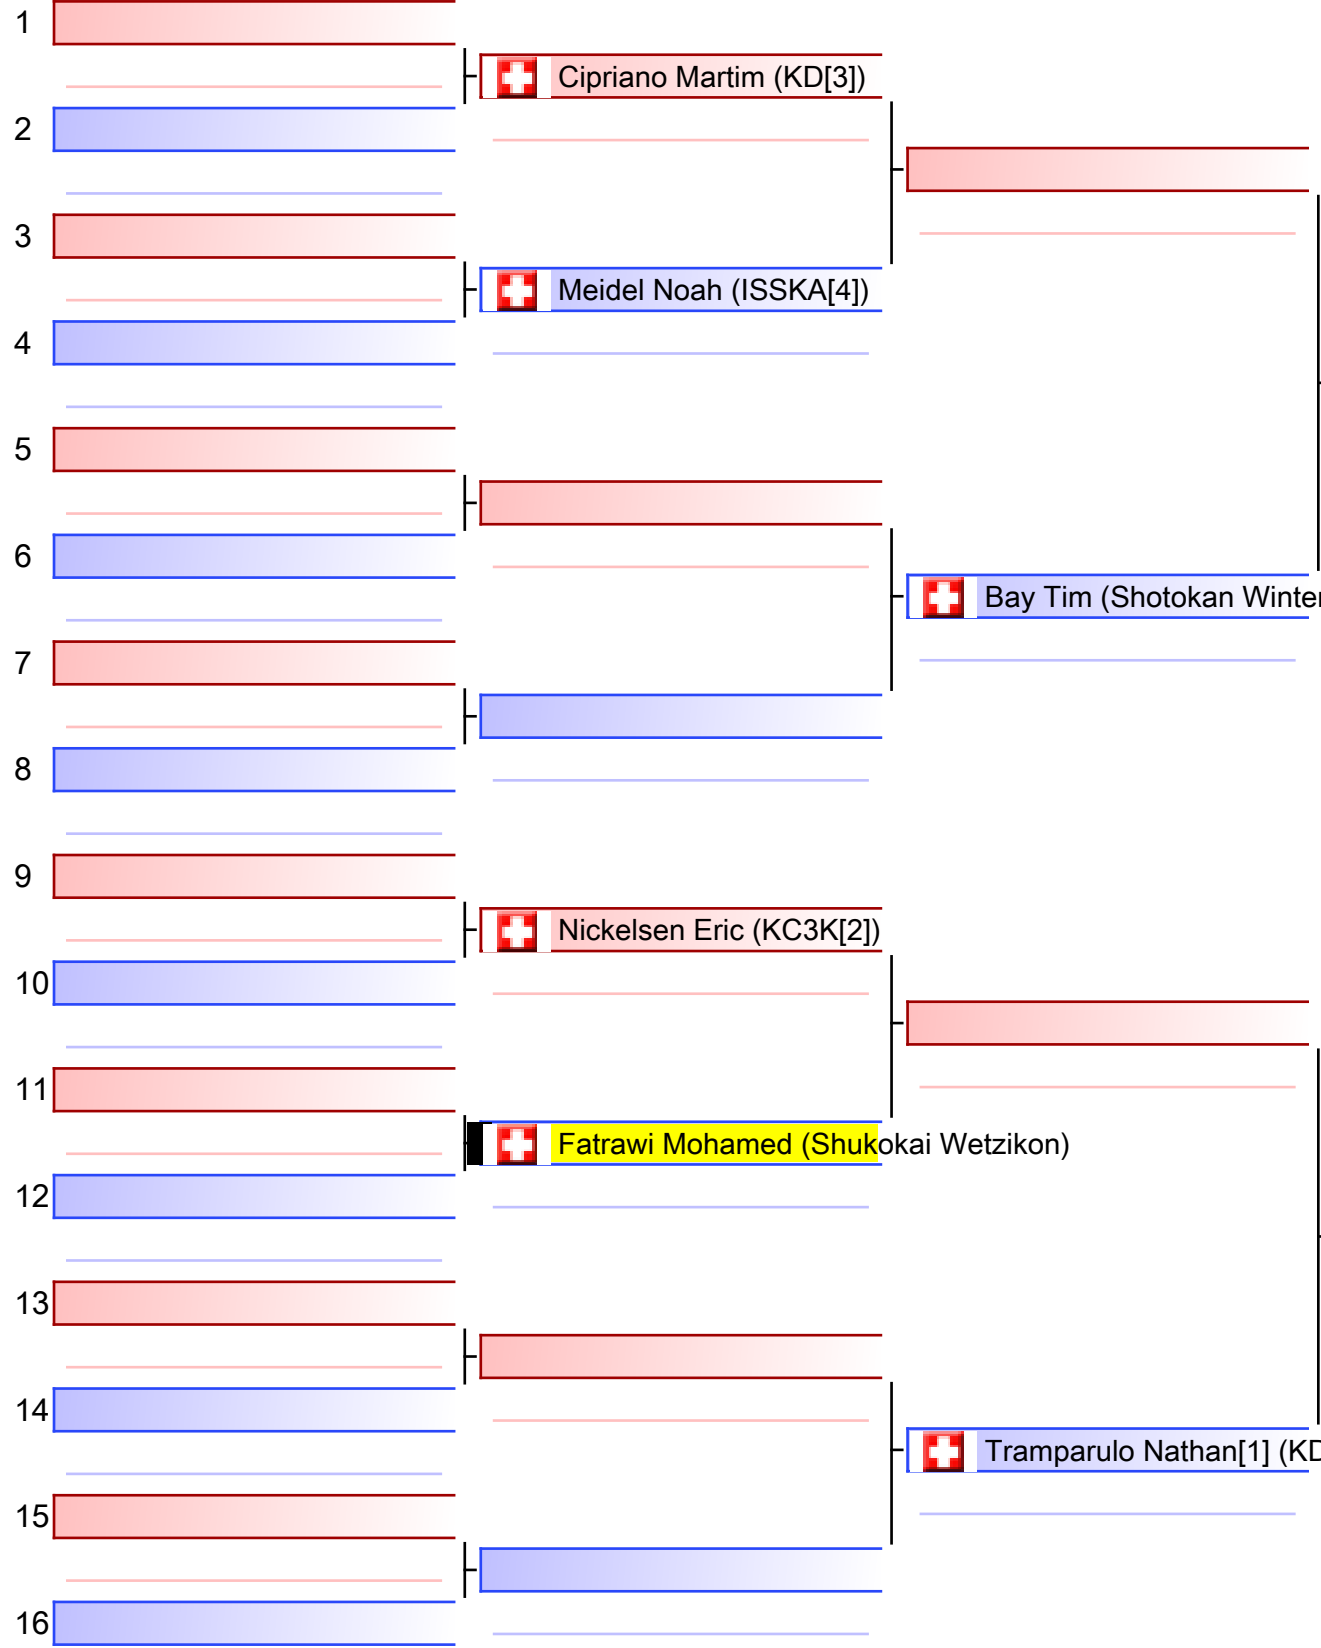 1
Cipriano Martim (KD[3])
2
3
Meidel Noah (ISSKA[4])
4
5
6
Bay Tim (Shotokan Winter
7
8
9
Nickelsen Eric (KC3K[2])
10
11
Fatrawi Mohamed (Shukokai Wetzikon)
12
13
14
Tramparulo Nathan[1] (KD
15
16